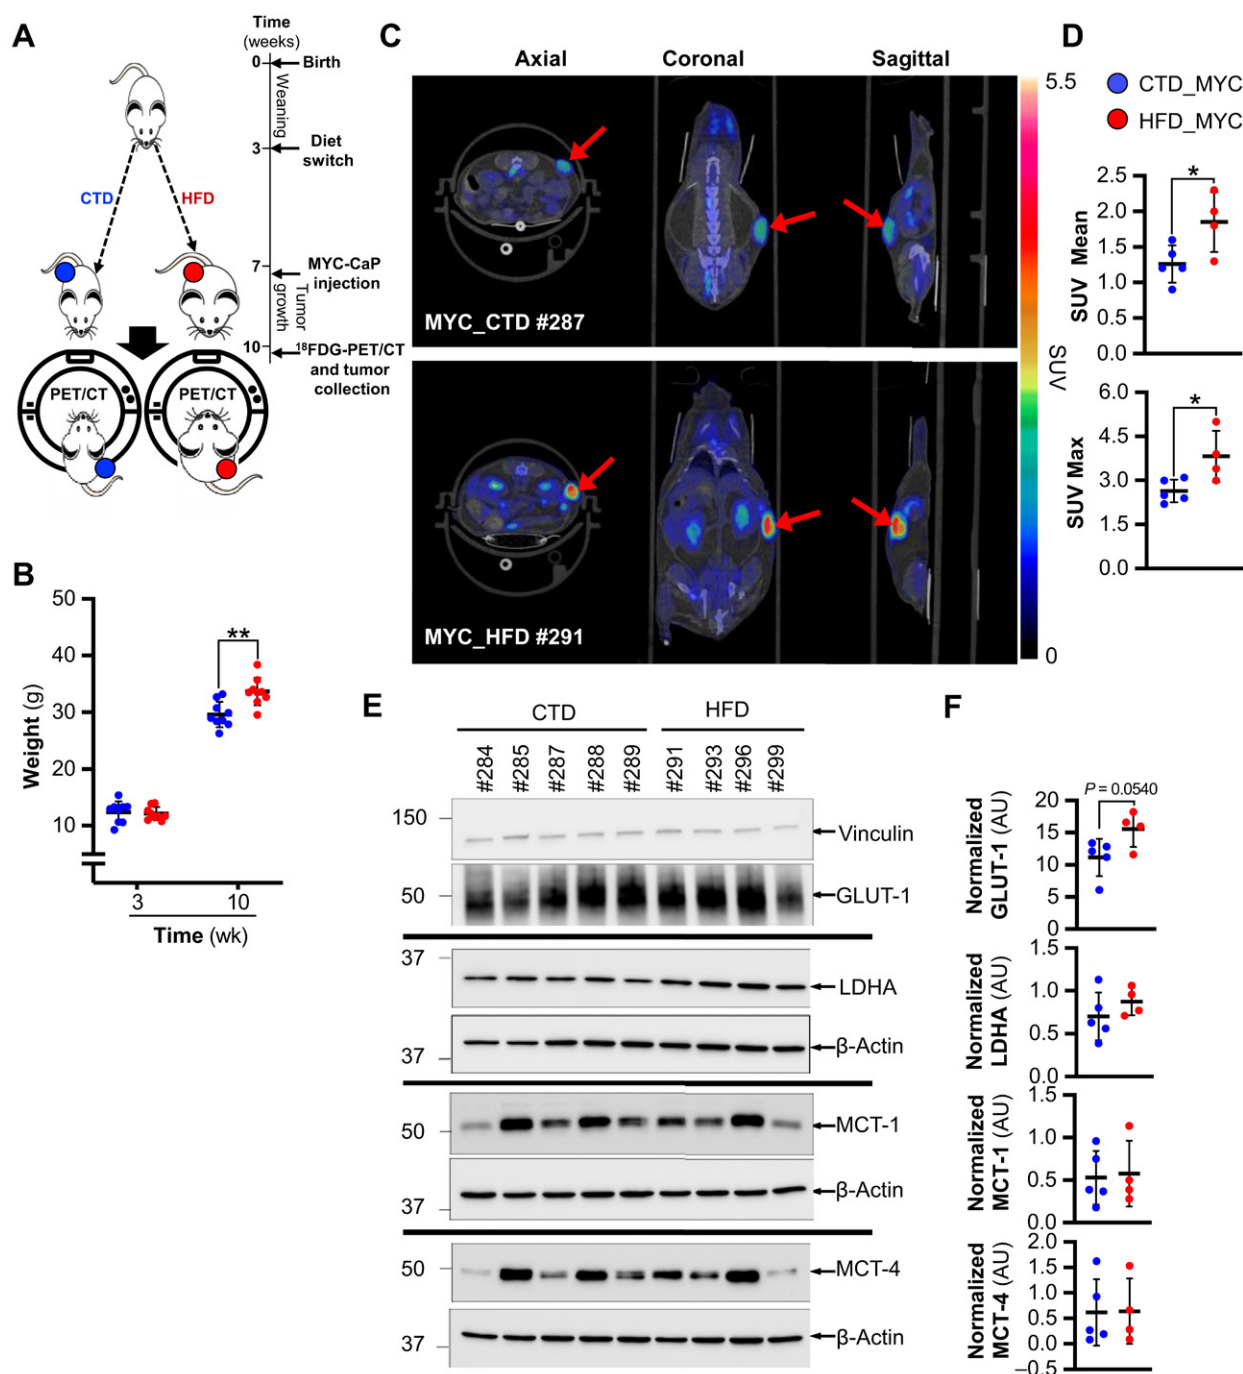 A
Time
(weeks)
0
Birth
Weaning
3
Diet
switch
CTD
HFD
7
MYC-CaP
injection
Tumor
growth
10
18FDG-PET/CT
and tumor
collection
PET/CT
PET/CT
B
50
40
30
20
10
Weight (g)
**
3
10
Time (wk)
C
Axial
Coronal
Sagittal
MYC_CTD #287
MYC_HFD #291
5.5
SUV
0
D
CTD_MYC
HFD_MYC
2.5
2.0
1.5
1.0
0.5
0.0
SUV Mean
*
6.0
4.5
3.0
1.5
0.0
SUV Max
*
E
CTD
HFD
#284
#285
#287
#288
#289
#291
#293
#296
#299
150
Vinculin
50
GLUT-1
37
LDHA
37
β-Actin
50
MCT-1
37
β-Actin
50
MCT-4
37
β-Actin
F
P = 0.0540
20
15
10
5
0
Normalized
GLUT-1 (AU)
1.5
1.0
0.5
0.0
Normalized
LDHA (AU)
1.5
1.0
0.5
0.0
Normalized
MCT-1 (AU)
2.0
1.5
1.0
0.5
0.0
–0.5
Normalized
MCT-4 (AU)